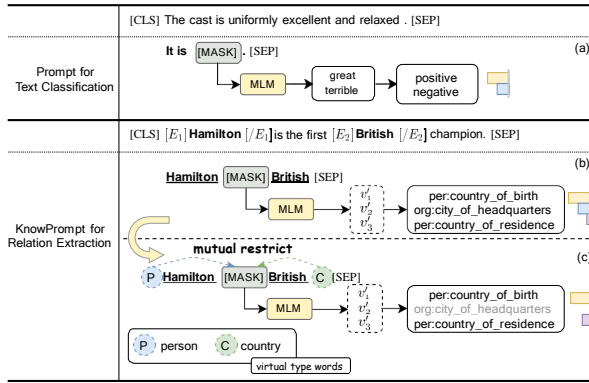 [CLS] The cast is uniformly excellent and relaxed . [SEP]
(a)
It is [MASK] . [SEP]
Prompt for
Text Classification
MLM
great
terrible
positive
negative
[CLS] [E₁] Hamilton [/E₁] is the first [E₂] British [/E₂] champion. [SEP]
(b)
Hamilton [MASK] British [SEP]
MLM
v′₁
v′₂
v′₃
per:country_of_birth
org:city_of_headquarters
per:country_of_residence
KnowPrompt for
Relation Extraction
mutual restrict
(c)
P Hamilton [MASK] British C [SEP]
MLM
v′₁
v′₂
v′₃
per:country_of_birth
org:city_of_headquarters
per:country_of_residence
P person C country
virtual type words